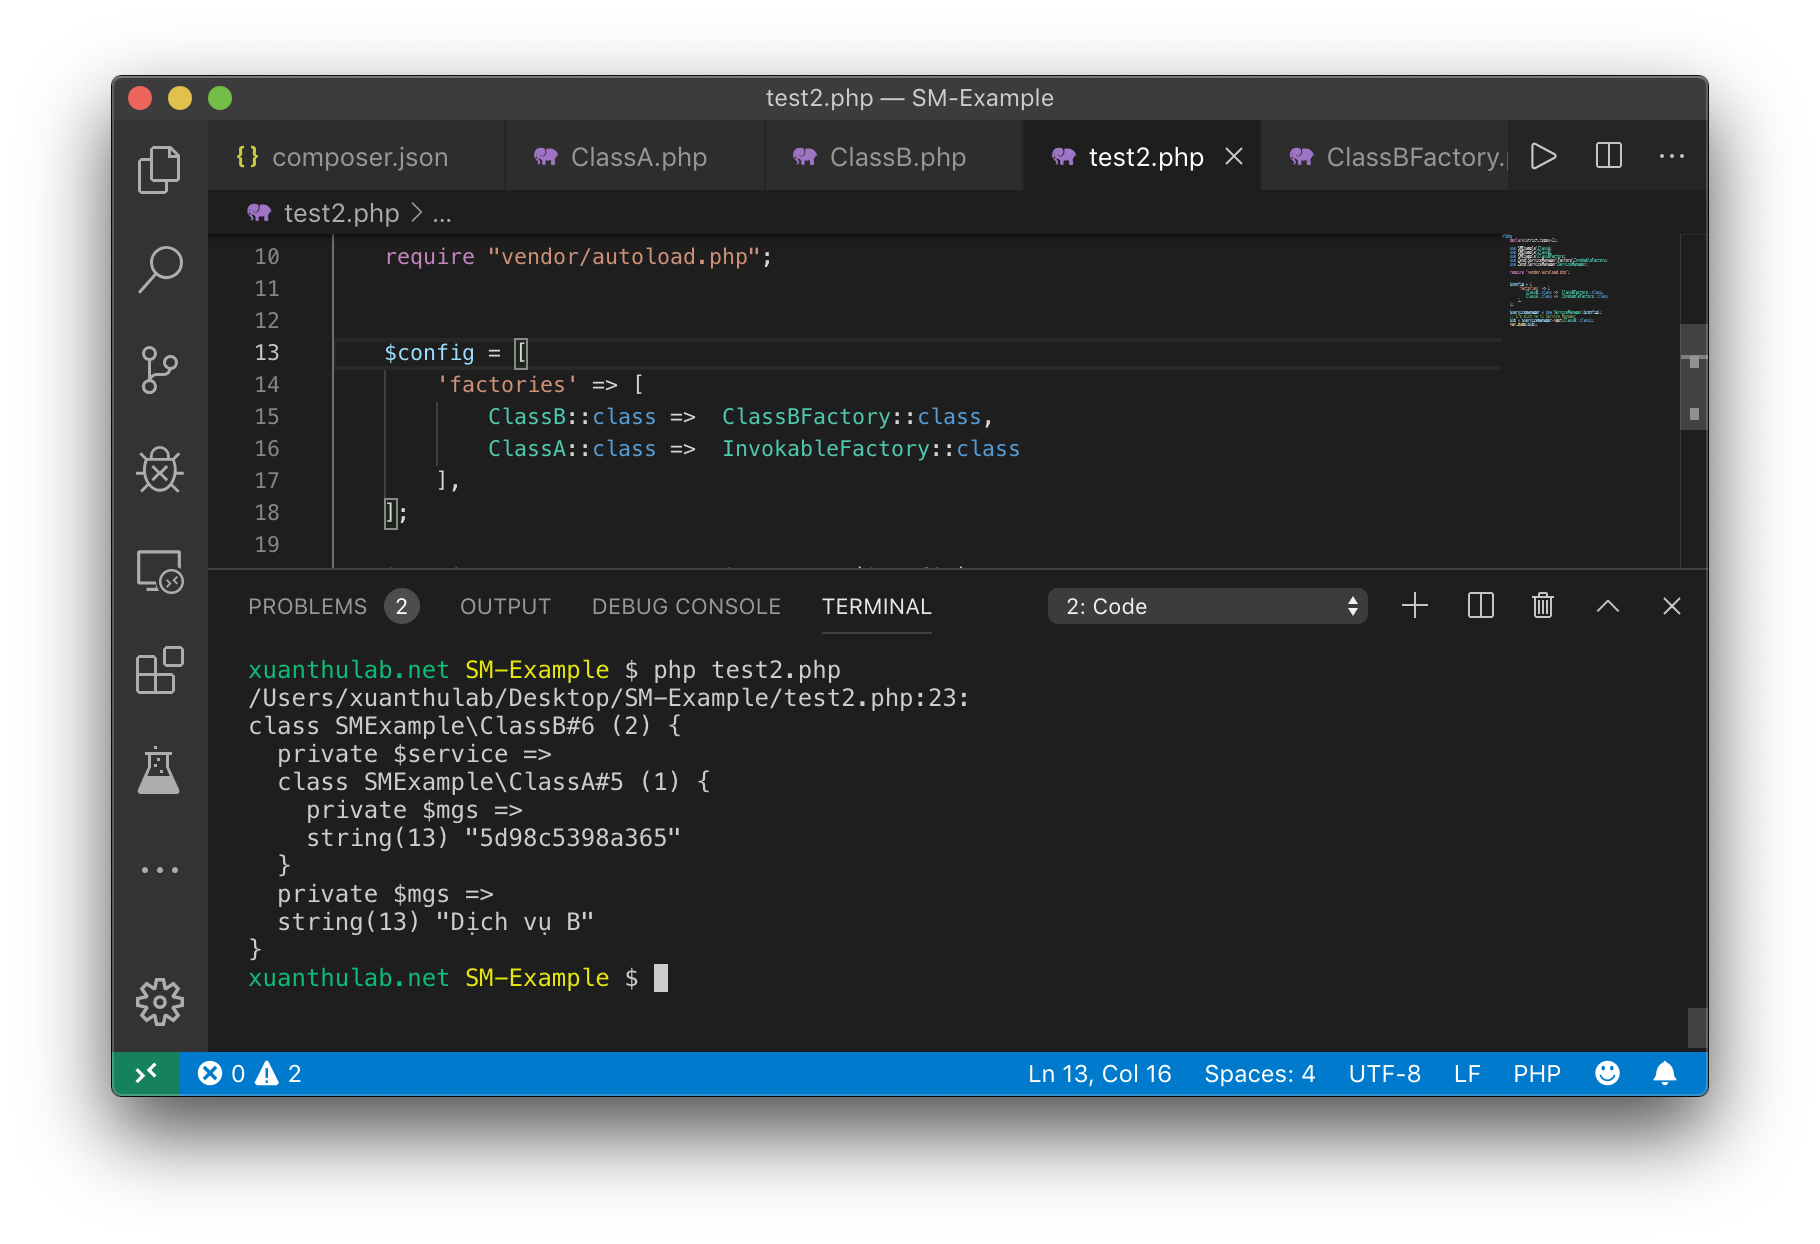 test2.php — SM-Example
{} composer.json ClassA.php ClassB.php test2.php ClassBFactory.
test2.php > ...
10 require "vendor/autoload.php";
11
12
13 $config = [
14 'factories' => [
15 ClassB::class => ClassBFactory::class,
16 ClassA::class => InvokableFactory::class
17 ],
18 ];
19
PROBLEMS 2 OUTPUT DEBUG CONSOLE TERMINAL 2: Code
xuanthulab.net SM-Example $ php test2.php
/Users/xuanthulab/Desktop/SM-Example/test2.php:23:
class SMExample\ClassB#6 (2) {
private $service =>
class SMExample\ClassA#5 (1) {
private $mgs =>
string(13) "5d98c5398a365"
}
private $mgs =>
string(13) "Dịch vụ B"
}
xuanthulab.net SM-Example $
0 2 Ln 13, Col 16 Spaces: 4 UTF-8 LF PHP